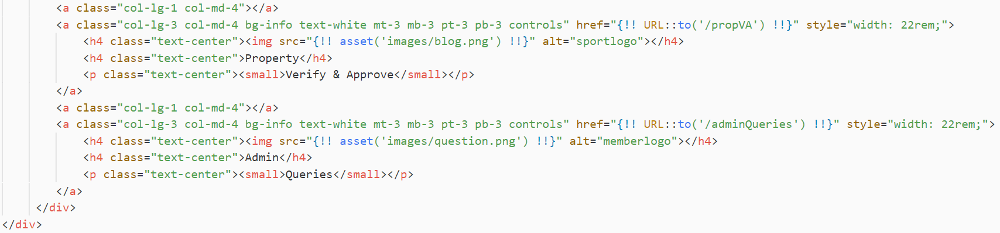 <a class="col-lg-1 col-md-4"></a>
<a class="col-lg-3 col-md-4 bg-info text-white mt-3 mb-3 pt-3 pb-3 controls" href="{!! URL::to('/propVA') !!}" style="width: 22rem;">
<h4 class="text-center"><img src="{!! asset('images/blog.png') !!}" alt="sportlogo"></h4>
<h4 class="text-center">Property</h4>
<p class="text-center"><small>Verify & Approve</small></p>
</a>
<a class="col-lg-1 col-md-4"></a>
<a class="col-lg-3 col-md-4 bg-info text-white mt-3 mb-3 pt-3 pb-3 controls" href="{!! URL::to('/adminQueries') !!}" style="width: 22rem;">
<h4 class="text-center"><img src="{!! asset('images/question.png') !!}" alt="memberlogo"></h4>
<h4 class="text-center">Admin</h4>
<p class="text-center"><small>Queries</small></p>
</a>
</div>
</div>